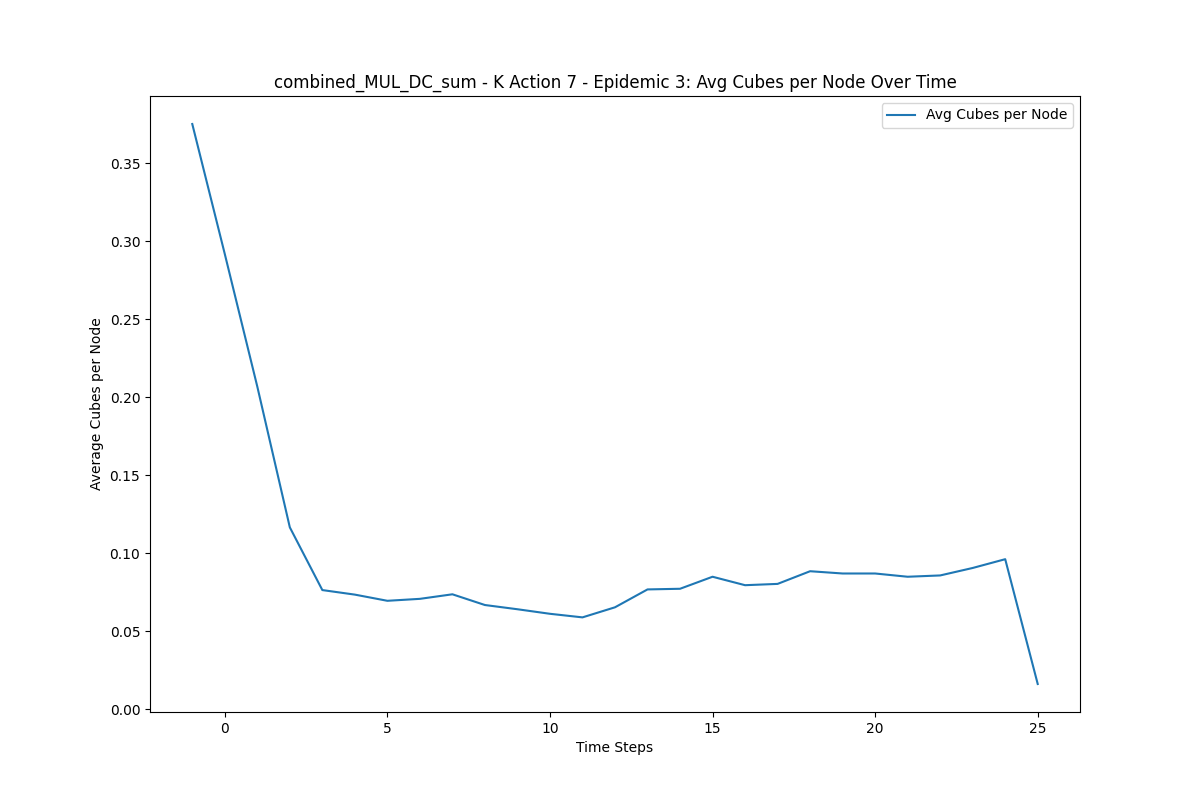 combined_MUL_DC_sum - K Action 7 - Epidemic 3: Avg Cubes per Node Over Time
Avg Cubes per Node
Average Cubes per Node
0.35
0.30
0.25
0.20
0.15
0.10
0.05
0.00
0 5 10 15 20 25
Time Steps